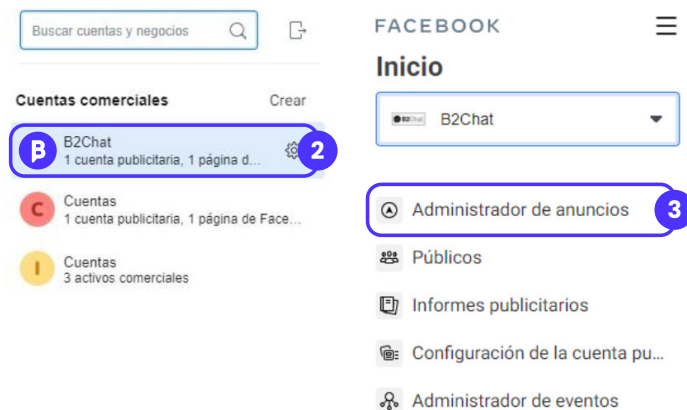 Buscar cuentas y negocios
Cuentas comerciales Crear
B B2Chat
1 cuenta publicitaria, 1 página d... 2
C Cuentas
1 cuenta publicitaria, 1 página de Face...
I Cuentas
3 activos comerciales
FACEBOOK
Inicio
B2Chat B2Chat
Administrador de anuncios 3
Públicos
Informes publicitarios
Configuración de la cuenta pu...
Administrador de eventos